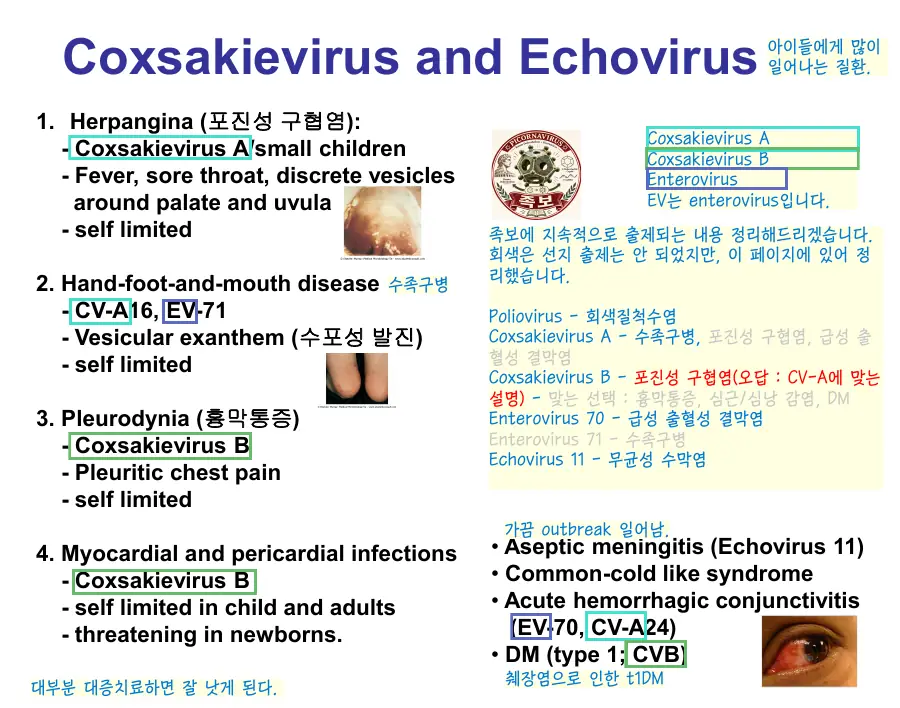 Coxsakievirus and Echovirus
아이들에게 많이
일어나는 질환.
1. Herpangina (포진성 구협염):
- Coxsakievirus A/small children
- Fever, sore throat, discrete vesicles
around palate and uvula
- self limited
2. Hand-foot-and-mouth disease 수족구병
- CV-A16, EV-71
- Vesicular exanthem (수포성 발진)
- self limited
3. Pleurodynia (흉막통증)
- Coxsakievirus B
- Pleuritic chest pain
- self limited
4. Myocardial and pericardial infections
- Coxsakievirus B
- self limited in child and adults
- threatening in newborns.
대부분 대증치료하면 잘 낫게 된다.
PICORNAVIRUS
족보
Coxsakievirus A
Coxsakievirus B
Enterovirus
EV는 enterovirus입니다.
족보에 지속적으로 출제되는 내용 정리해드리겠습니다.
회색은 선지 출제는 안 되었지만, 이 페이지에 있어 정
리했습니다.
Poliovirus - 회색질척수염
Coxsakievirus A - 수족구병, 포진성 구협염, 급성 출
혈성 결막염
Coxsakievirus B - 포진성 구협염(오답 : CV-A에 맞는
설명) - 맞는 선택 : 흉막통증, 심근/심낭 감염, DM
Enterovirus 70 - 급성 출혈성 결막염
Enterovirus 71 - 수족구병
Echovirus 11 - 무균성 수막염
가끔 outbreak 일어남.
• Aseptic meningitis (Echovirus 11)
• Common-cold like syndrome
• Acute hemorrhagic conjunctivitis
(EV-70, CV-A24)
• DM (type 1; CVB)
췌장염으로 인한 t1DM